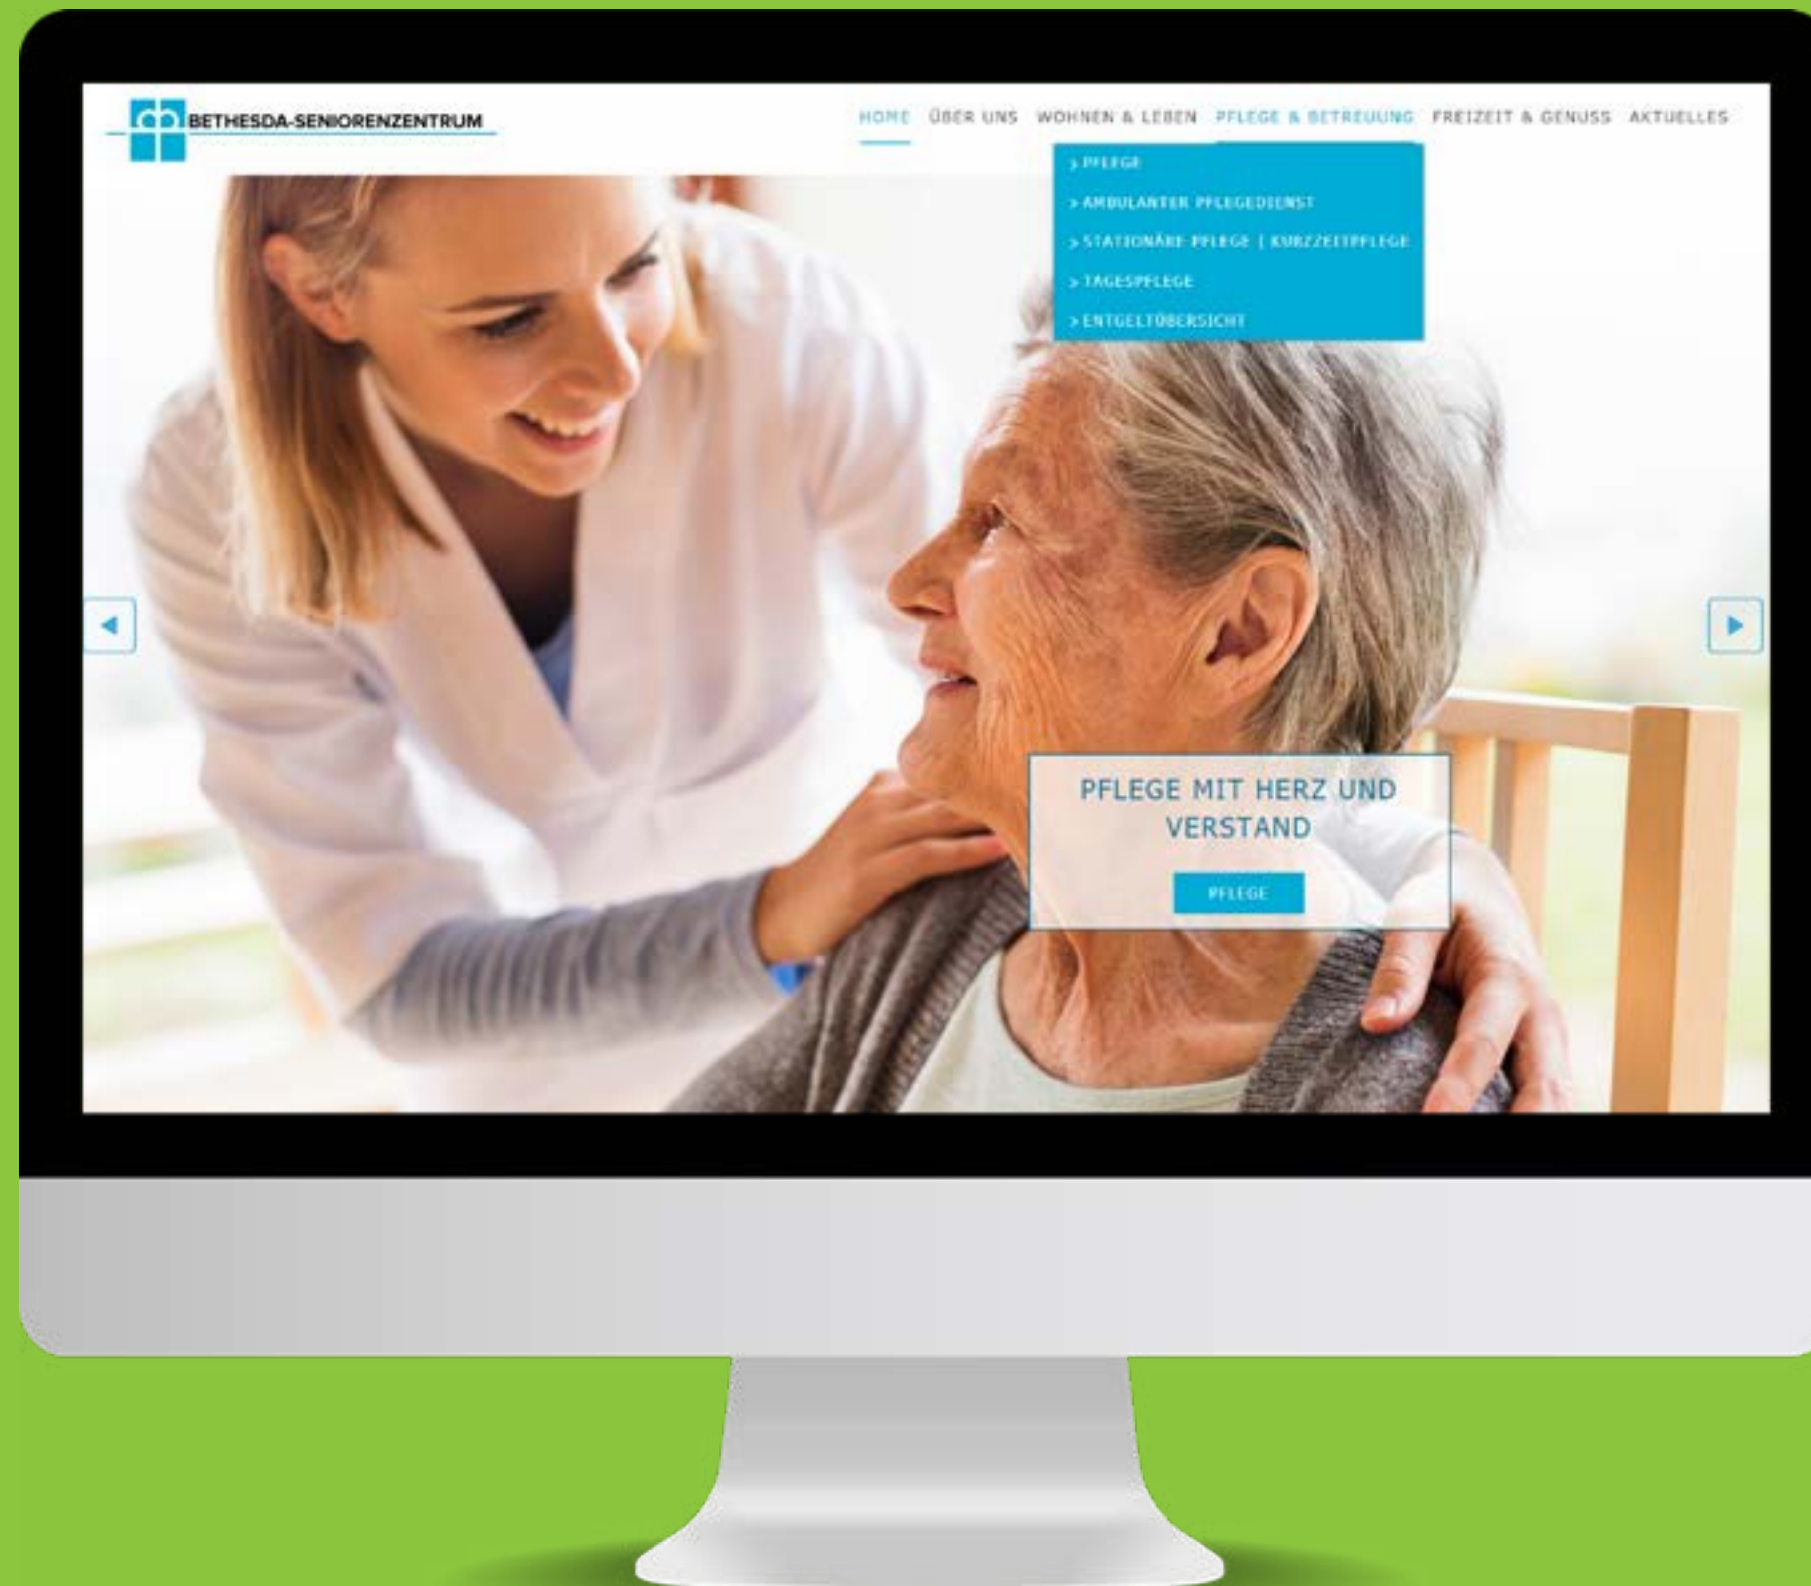 BETHESDA-SENIORENZENTRUM
HOME ÜBER UNS WOHNEN & LEBEN PFLEGE & BETREUUNG FREIZEIT & GENUSS AKTUELLES
> PFLEGE
> AMBULANTER PFLEGEDIENST
> STATIONÄRE PFLEGE | KURZZEITPFLEGE
> TAGESPFLEGE
> ENTGELTÜBERSICHT
PFLEGE MIT HERZ UND
VERSTAND
PFLEGE